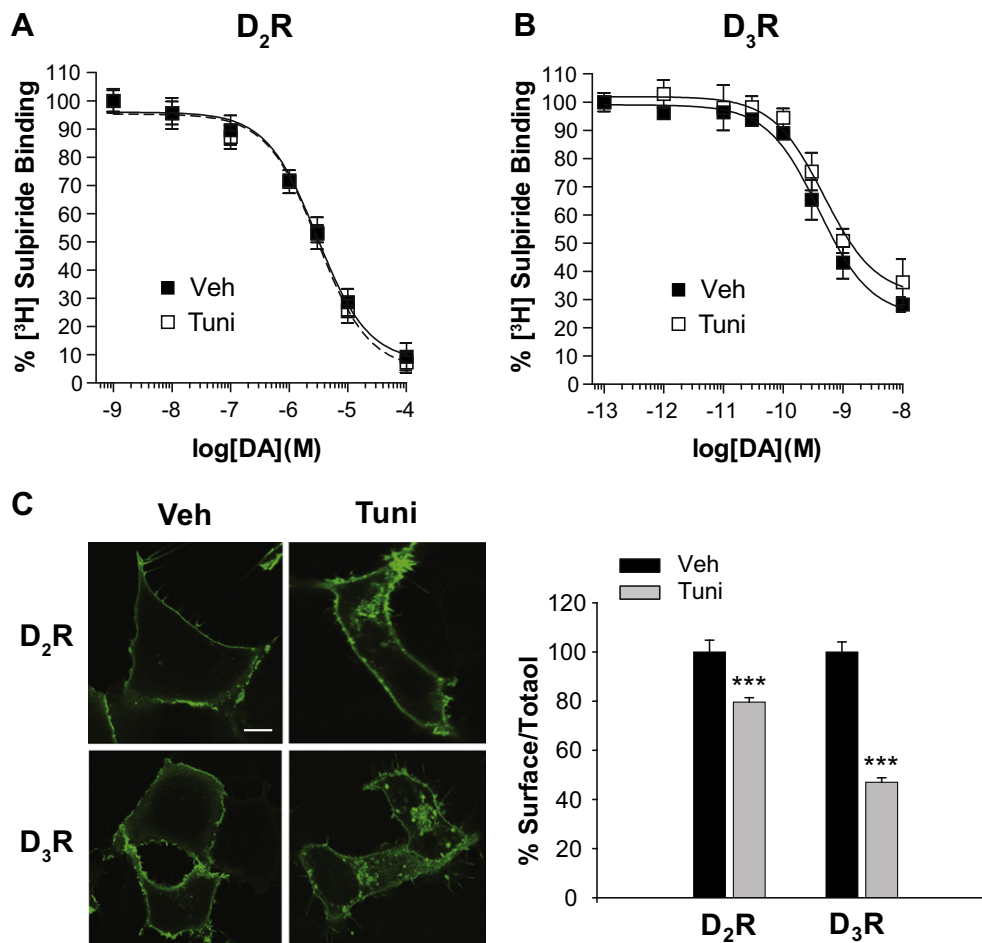 A
D₂R
110
100
90
80
70
60
50
40
30
20
10
0
% [³H] Sulpiride Binding
Veh
Tuni
-9 -8 -7 -6 -5 -4
log[DA](M)
B
D₃R
110
100
90
80
70
60
50
40
30
20
10
0
% [³H] Sulpiride Binding
Veh
Tuni
-13 -12 -11 -10 -9 -8
log[DA](M)
C
Veh Tuni
D₂R
D₃R
Veh
Tuni
120
100
80
60
40
20
0
% Surface/Totaol
***
***
D₂R D₃R